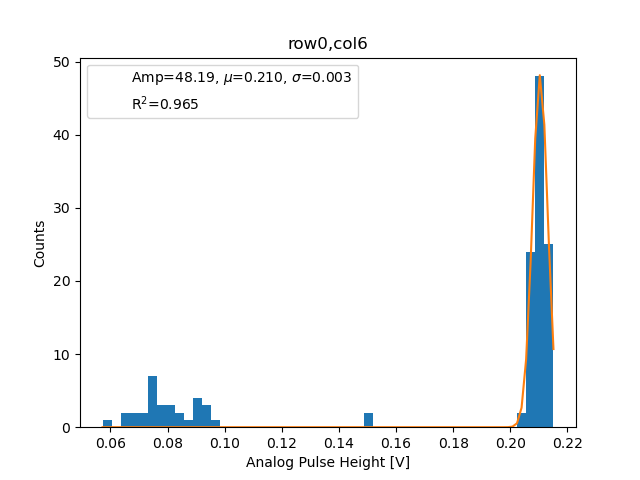 row0,col6
Amp=48.19, μ=0.210, σ=0.003
R²=0.965
50
40
30
20
10
0
Counts
0.06 0.08 0.10 0.12 0.14 0.16 0.18 0.20 0.22
Analog Pulse Height [V]